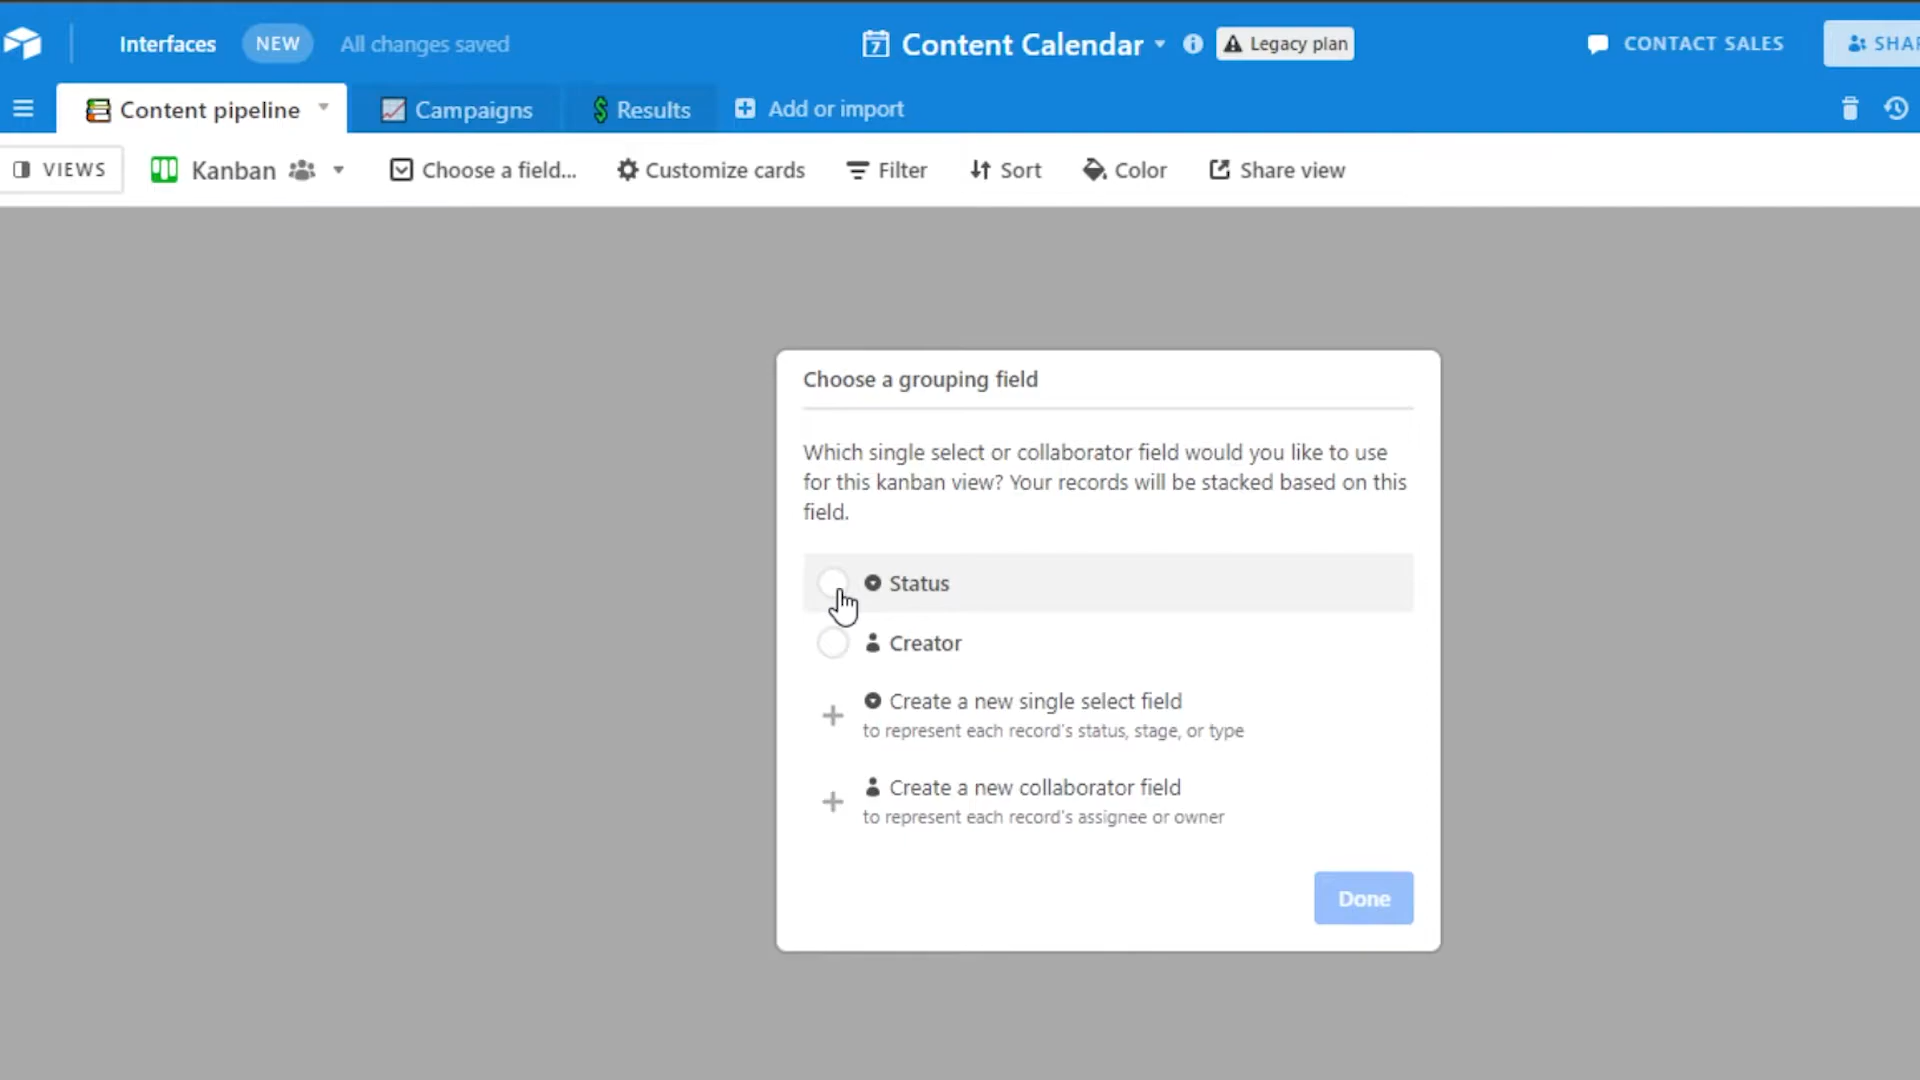 Interfaces NEW All changes saved Content Calendar Legacy plan CONTACT SALES
Content pipeline Campaigns Results Add or import
VIEWS Kanban Choose a field... Customize cards Filter Sort Color Share view
Choose a grouping field
Which single select or collaborator field would you like to use
for this kanban view? Your records will be stacked based on this
field.
Status
Creator
Create a new single select field
to represent each record's status, stage, or type
Create a new collaborator field
to represent each record's assignee or owner
Done